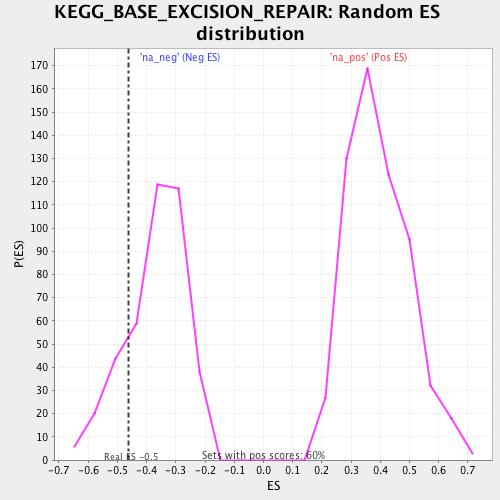 KEGG_BASE_EXCISION_REPAIR: Random ES
distribution
'na_neg' (Neg ES)
'na_pos' (Pos ES)
170
160
150
140
130
120
110
100
90
80
70
60
50
40
30
20
10
0
P(ES)
Real ES -0.5
Sets with pos scores: 60%
-0.7 -0.6 -0.5 -0.4 -0.3 -0.2 -0.1 0.0 0.1 0.2 0.3 0.4 0.5 0.6 0.7
ES